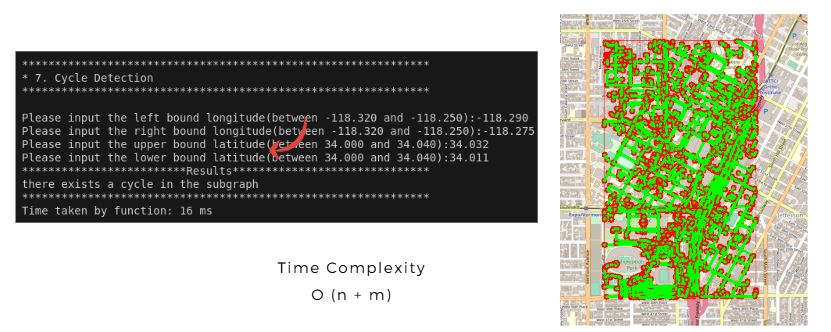 **************************************************************
* 7. Cycle Detection
**************************************************************
Please input the left bound longitude(between -118.320 and -118.250):-118.290
Please input the right bound longitude(between -118.320 and -118.250):-118.275
Please input the upper bound latitude(between 34.000 and 34.040):34.032
Please input the lower bound latitude(between 34.000 and 34.040):34.011
*************************Results******************************
there exists a cycle in the subgraph
**************************************************************
Time taken by function: 16 ms
Time Complexity
O (n + m)
Expo/Vermont